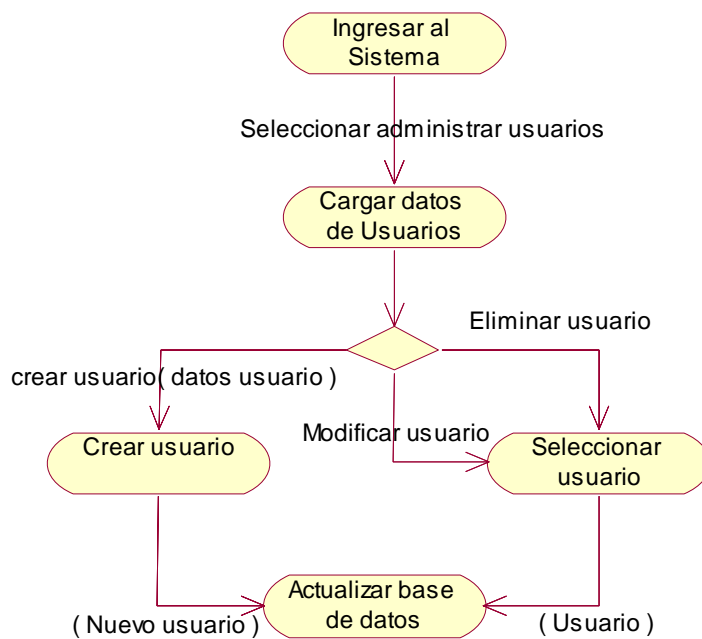 Ingresar al
Sistema
Seleccionar administrar usuarios
Cargar datos
de Usuarios
Eliminar usuario
crear usuario( datos usuario )
Modificar usuario
Crear usuario
Seleccionar
usuario
Actualizar base
de datos
( Nuevo usuario )
( Usuario )